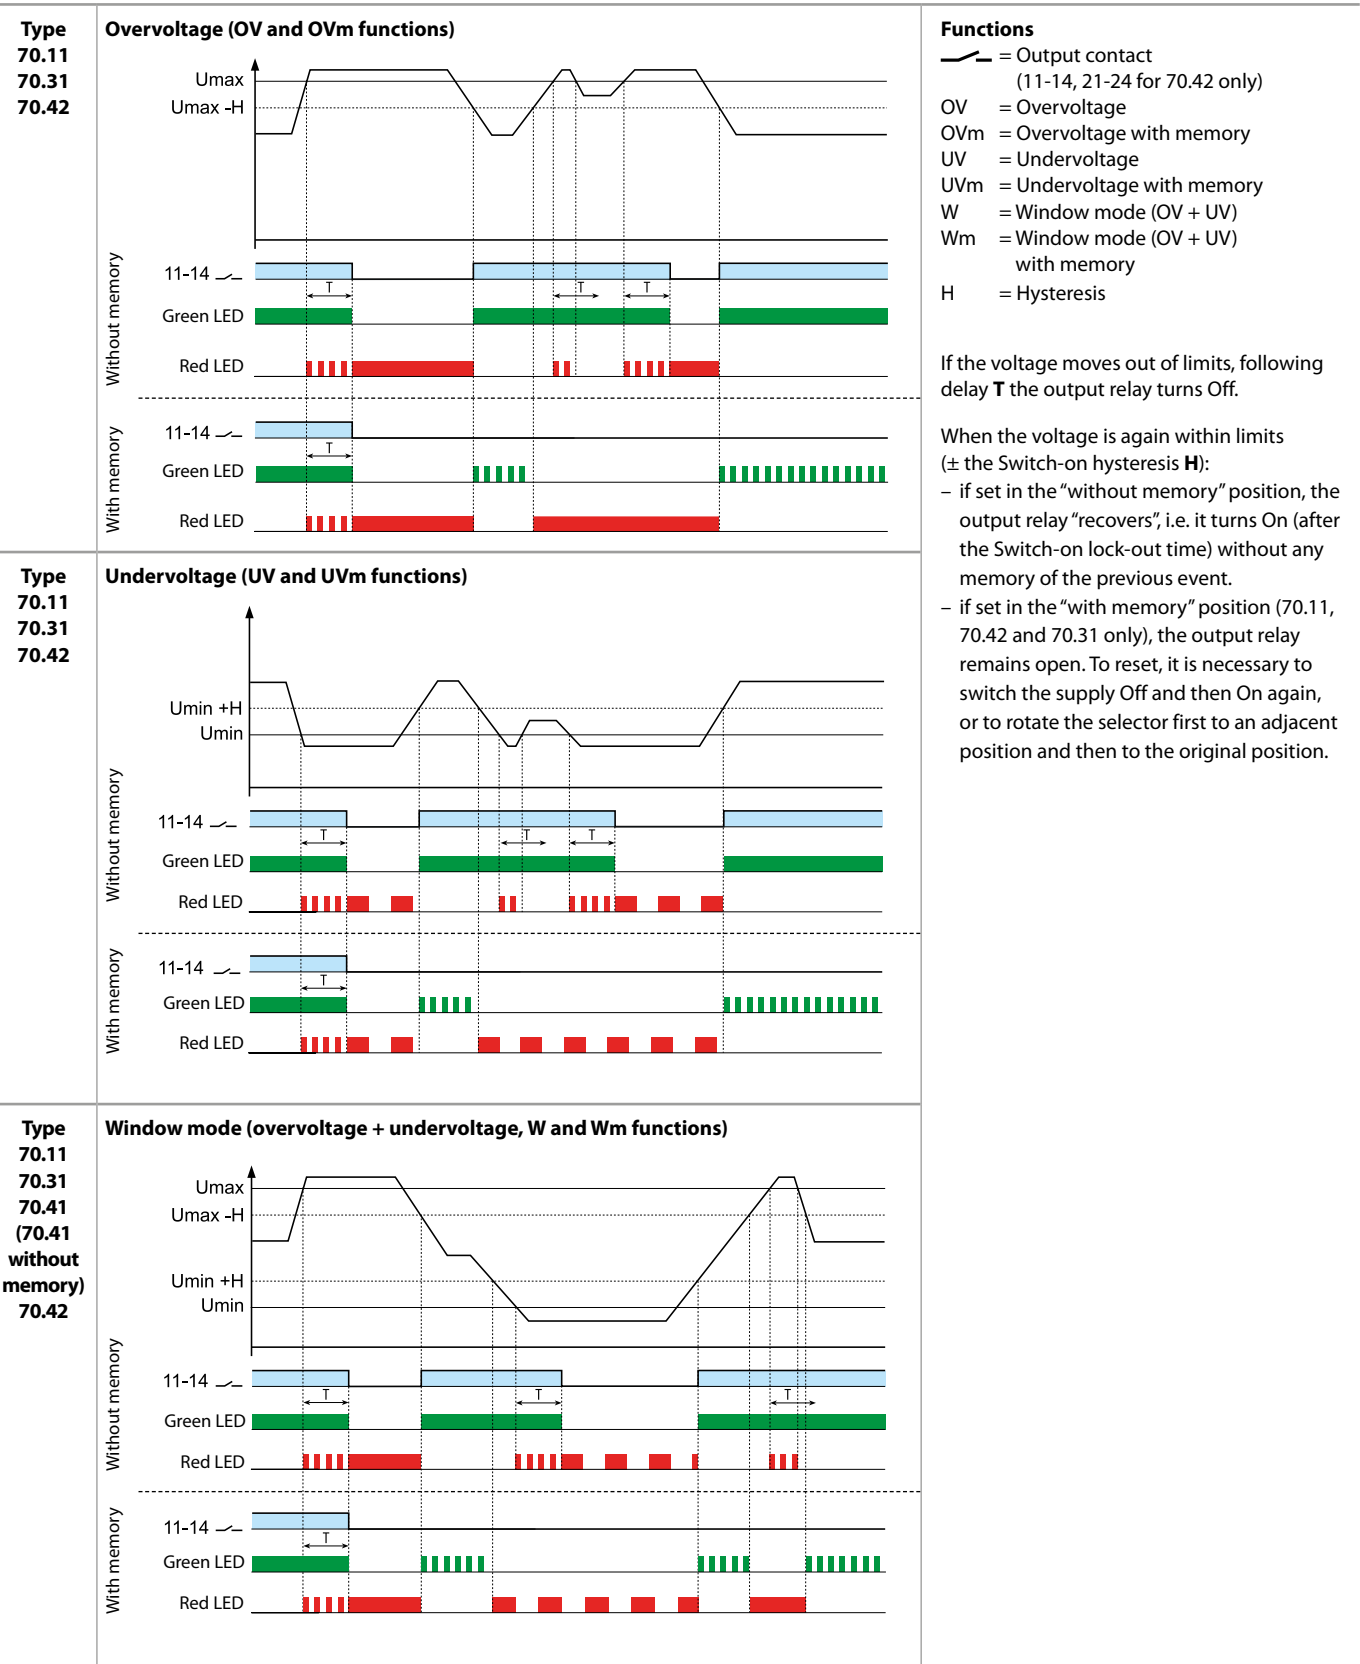 Type
70.11
70.31
70.42
Overvoltage (OV and OVm functions)
Umax
Umax -H
Without memory
11-14
T
T
T
Green LED
Red LED
With memory
11-14
T
Green LED
Red LED
Type
70.11
70.31
70.42
Undervoltage (UV and UVm functions)
Umin +H
Umin
Without memory
11-14
T
T
T
Green LED
Red LED
With memory
11-14
T
Green LED
Red LED
Type
70.11
70.31
70.41
(70.41
without
memory)
70.42
Window mode (overvoltage + undervoltage, W and Wm functions)
Umax
Umax -H
Umin +H
Umin
Without memory
11-14
T
T
T
Green LED
Red LED
With memory
11-14
T
Green LED
Red LED
Functions
= Output contact
(11-14, 21-24 for 70.42 only)
OV = Overvoltage
OVm = Overvoltage with memory
UV = Undervoltage
UVm = Undervoltage with memory
W = Window mode (OV + UV)
Wm = Window mode (OV + UV)
with memory
H = Hysteresis
If the voltage moves out of limits, following
delay T the output relay turns Off.
When the voltage is again within limits
(± the Switch-on hysteresis H):
– if set in the “without memory” position, the
output relay “recovers”, i.e. it turns On (after
the Switch-on lock-out time) without any
memory of the previous event.
– if set in the “with memory” position (70.11,
70.42 and 70.31 only), the output relay
remains open. To reset, it is necessary to
switch the supply Off and then On again,
or to rotate the selector first to an adjacent
position and then to the original position.